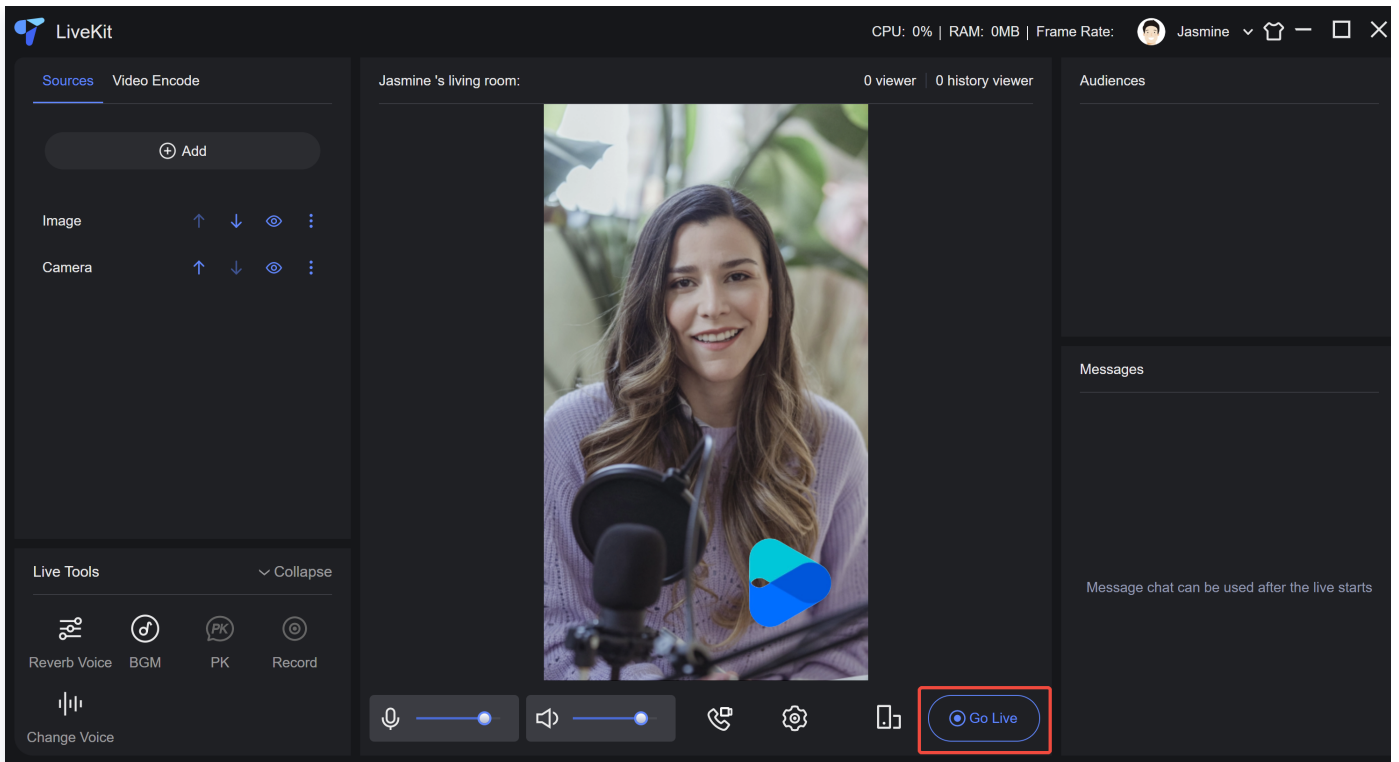 LiveKit
CPU: 0% | RAM: 0MB | Frame Rate:
Jasmine
Sources Video Encode
Add
Image
Camera
Live Tools
Collapse
Reverb Voice BGM PK Record
Change Voice
Jasmine 's living room:
0 viewer 0 history viewer
Go Live
Audiences
Messages
Message chat can be used after the live starts